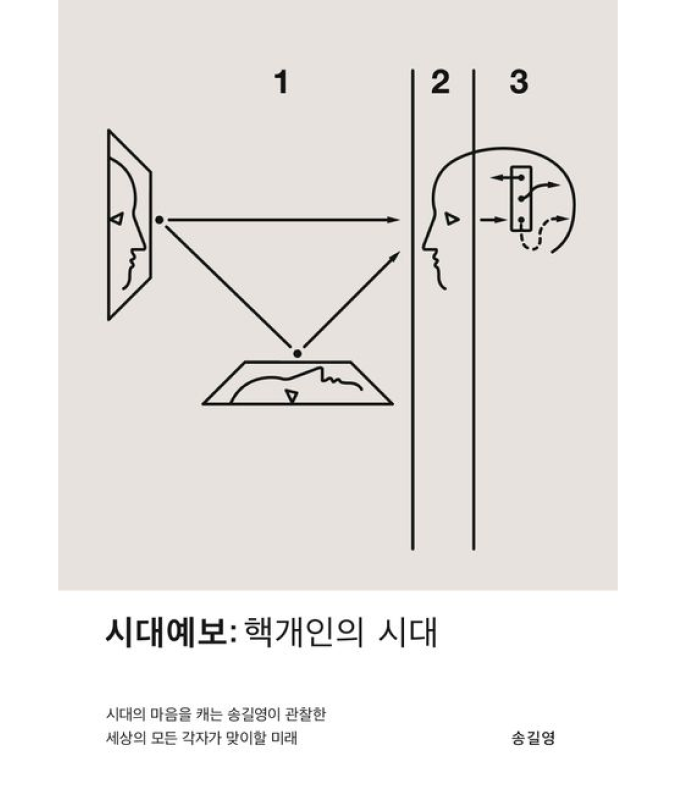 1 2 3
시대예보: 핵개인의 시대
시대의 마음을 캐는 송길영이 관찰한
세상의 모든 각자가 맞이할 미래
송길영